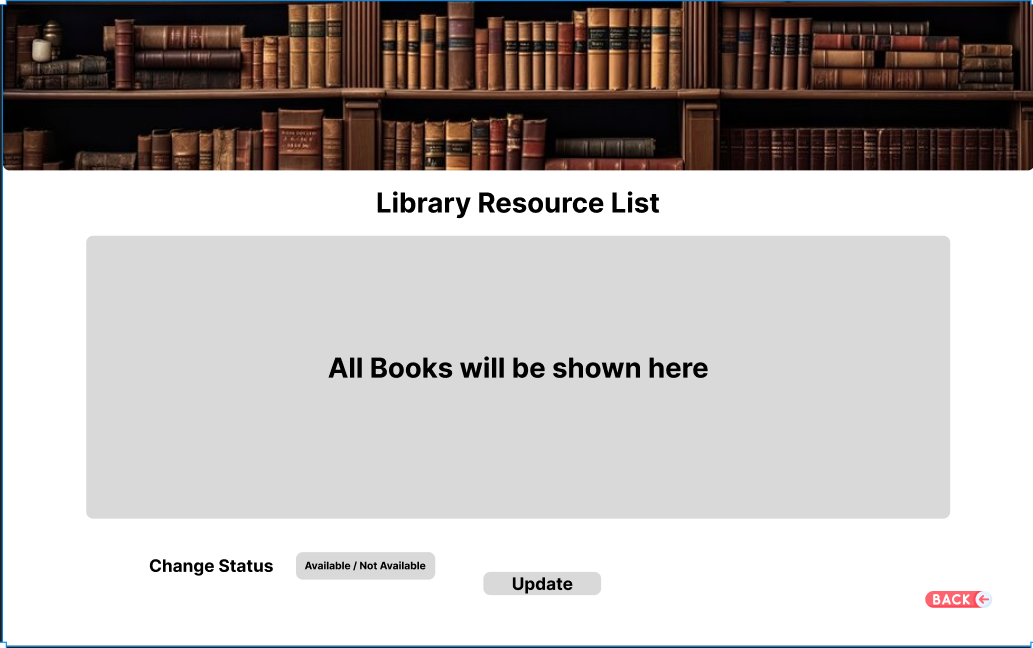 Library Resource List
All Books will be shown here
Change Status
Available / Not Available
Update
BACK